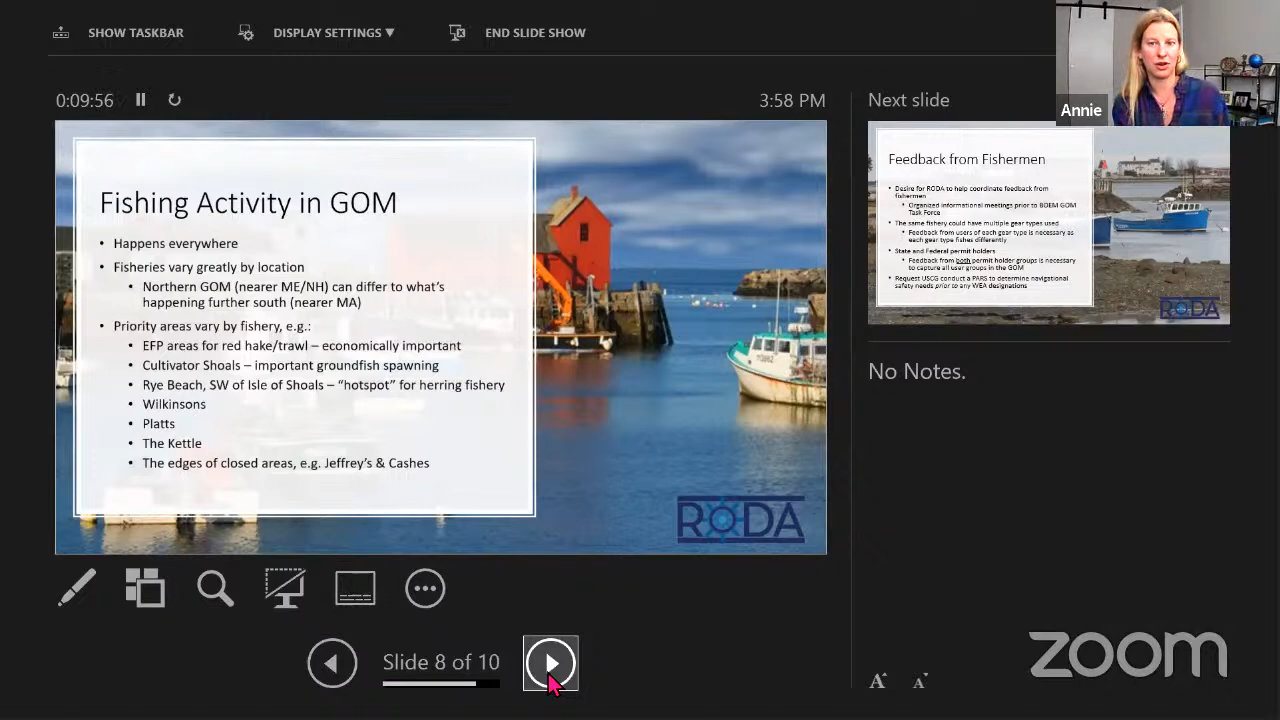 SHOW TASKBAR
DISPLAY SETTINGS ▼
END SLIDE SHOW
Annie
0:09:56
3:58 PM
Fishing Activity in GOM
• Happens everywhere
• Fisheries vary greatly by location
• Northern GOM (nearer ME/NH) can differ to what's
happening further south (nearer MA)
• Priority areas vary by fishery, e.g.:
• EFP areas for red hake/trawl – economically important
• Cultivator Shoals – important groundfish spawning
• Rye Beach, SW of Isle of Shoals – “hotspot” for herring fishery
• Wilkinsons
• Platts
• The Kettle
• The edges of closed areas, e.g. Jeffrey's & Cashes
RODA
Slide 8 of 10
Next slide
Feedback from Fishermen
• Desire for RODA to help coordinate feedback from
fishermen
• Organized informational meetings prior to BOEM GOM
Task Force
• The same fishery could have multiple gear types used
• Feedback from users of each gear type is necessary as
each gear type fishes differently
• State and Federal permit holders
• Feedback from both permit holder groups is necessary
to capture all user groups in the GOM
• Request USCG conduct a PARS to determine navigational
safety needs prior to any WEA designations
RODA
No Notes.
A A
zoom